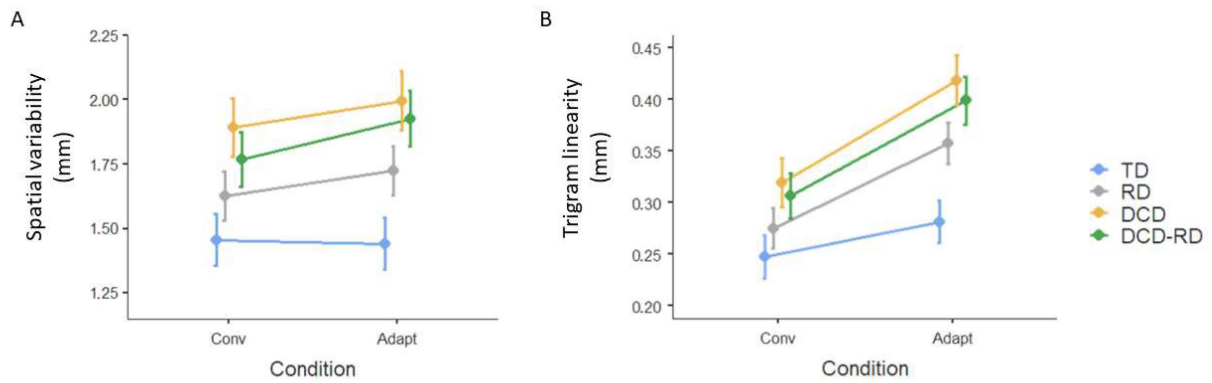 A
Spatial variability
(mm)
2.25
2.00
1.75
1.50
1.25
Conv
Adapt
Condition
B
Trigram linearity
(mm)
0.45
0.40
0.35
0.30
0.25
0.20
Conv
Adapt
Condition
TD
RD
DCD
DCD-RD